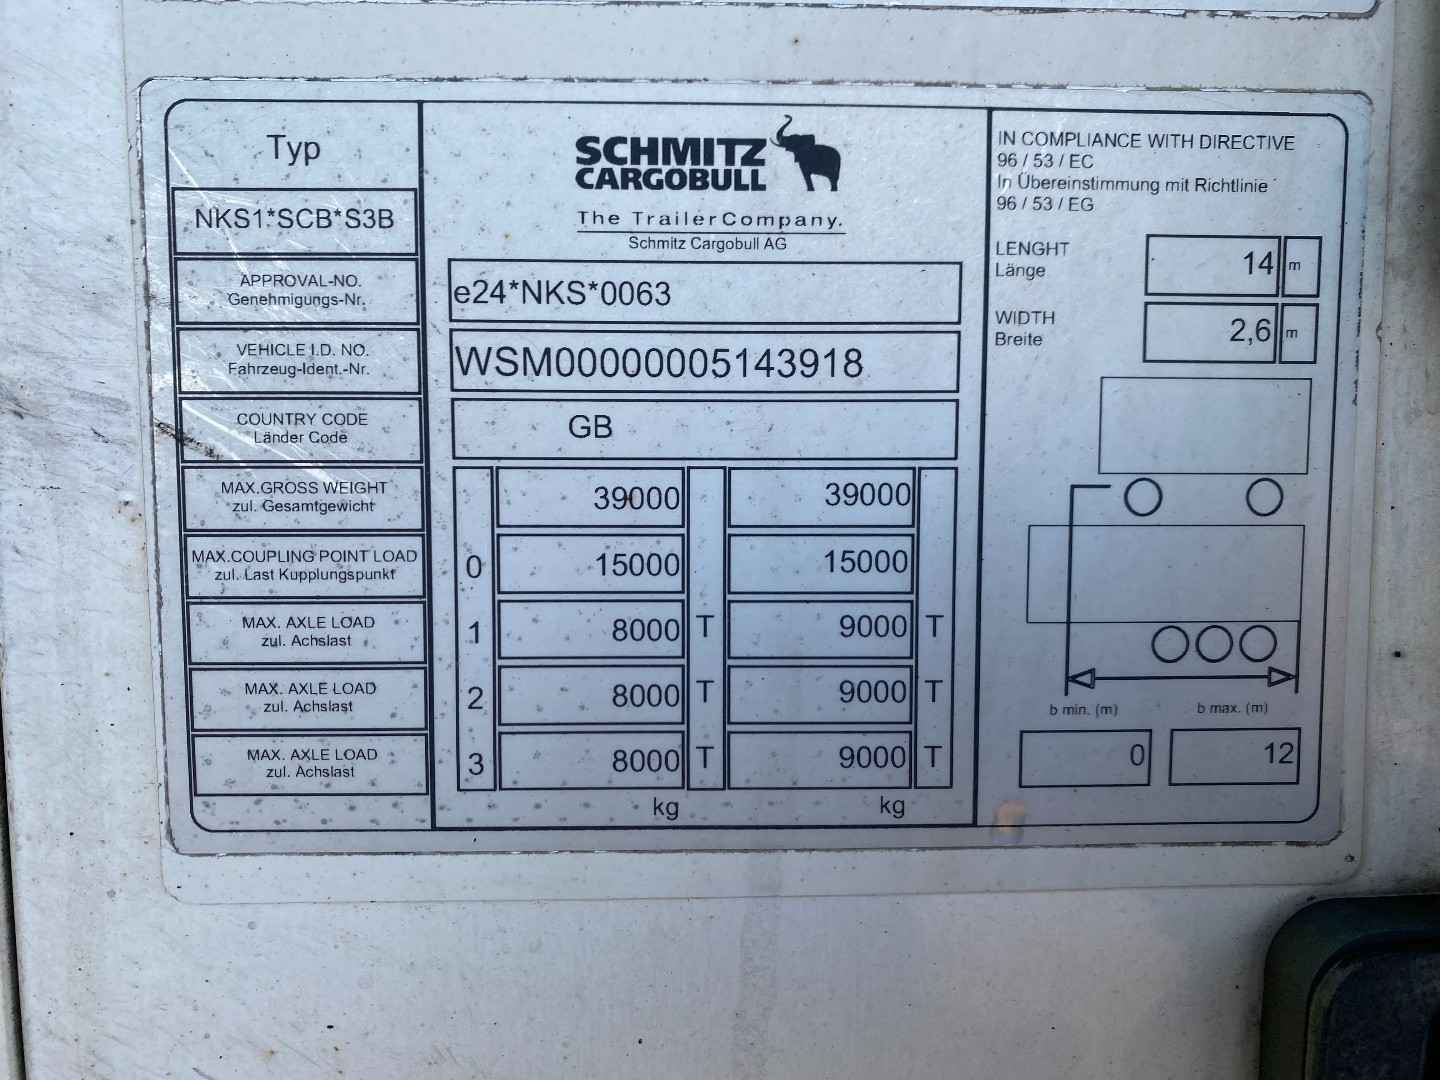 Typ
NKS1*SCB*S3B
SCHMITZ
CARGOBULL
The TrailerCompany.
Schmitz Cargobull AG
APPROVAL-NO.
Genehmigungs-Nr.
e24*NKS*0063
VEHICLE I.D. NO.
Fahrzeug-Ident.-Nr.
WSM00000005143918
COUNTRY CODE
Länder Code
GB
MAX.GROSS WEIGHT
zul. Gesamtgewicht
39000 39000
MAX.COUPLING POINT LOAD
zul. Last Kupplungspunkt
0 15000 15000
MAX. AXLE LOAD
zul. Achslast
1 8000 T 9000 T
MAX. AXLE LOAD
zul. Achslast
2 8000 T 9000 T
MAX. AXLE LOAD
zul. Achslast
3 8000 T 9000 T
kg kg
IN COMPLIANCE WITH DIRECTIVE
96 / 53 / EC
In Übereinstimmung mit Richtlinie
96 / 53 / EG
LENGHT
Länge
14 m
WIDTH
Breite
2,6 m
b min. (m) b max. (m)
0 12